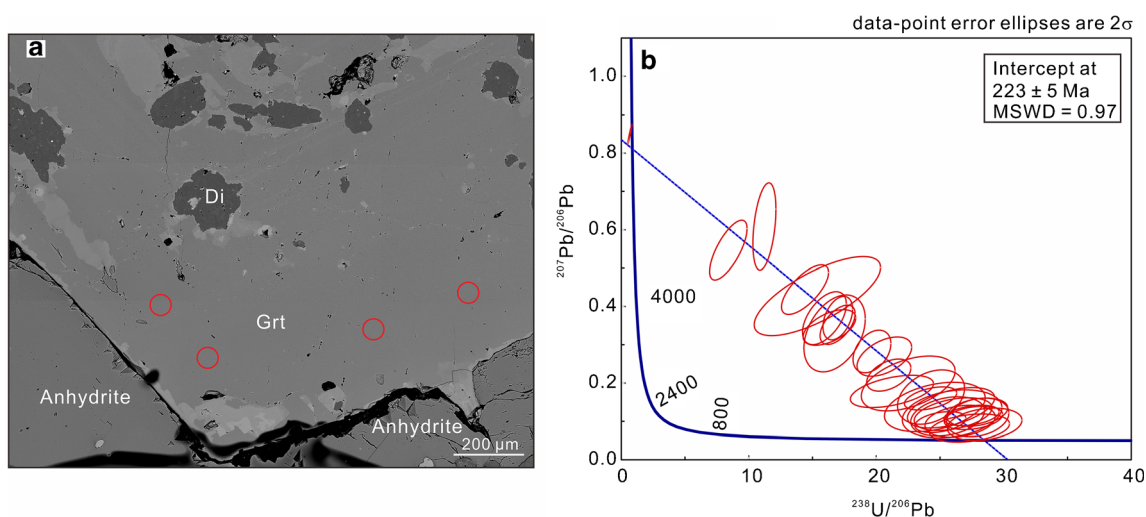 data-point error ellipses are 2σ
a
Di
Grt
Anhydrite
Anhydrite
200 µm
b
Intercept at
223 ± 5 Ma
MSWD = 0.97
²⁰⁷Pb/²⁰⁶Pb
1.0
0.8
0.6
0.4
0.2
0.0
4000
2400
800
0
10
20
30
40
²³⁸U/²⁰⁶Pb